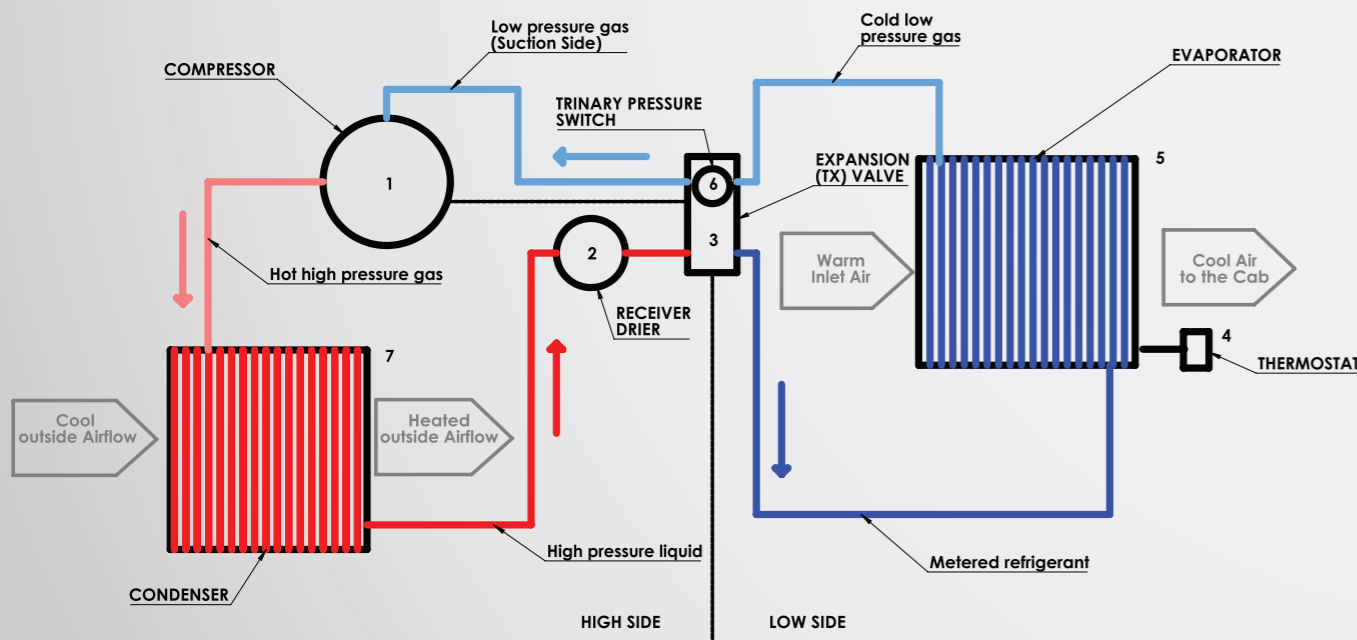 Low pressure gas
(Suction Side)
Cold low
pressure gas
COMPRESSOR
EVAPORATOR
TRINARY PRESSURE
SWITCH
5
EXPANSION
(TX) VALVE
1
6
3
2
Warm
Inlet Air
Cool Air
to the Cab
Hot high pressure gas
RECEIVER
DRIER
4
THERMOSTAT
7
Cool
outside Airflow
Heated
outside Airflow
High pressure liquid
Metered refrigerant
CONDENSER
HIGH SIDE
LOW SIDE